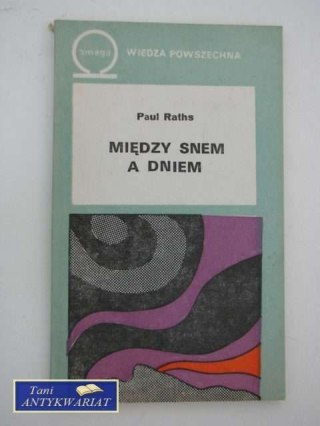 omega
WIEDZA POWSZECHNA
Paul Raths
MIĘDZY SNEM
A DNIEM
Tani
ANTYKWARIAT